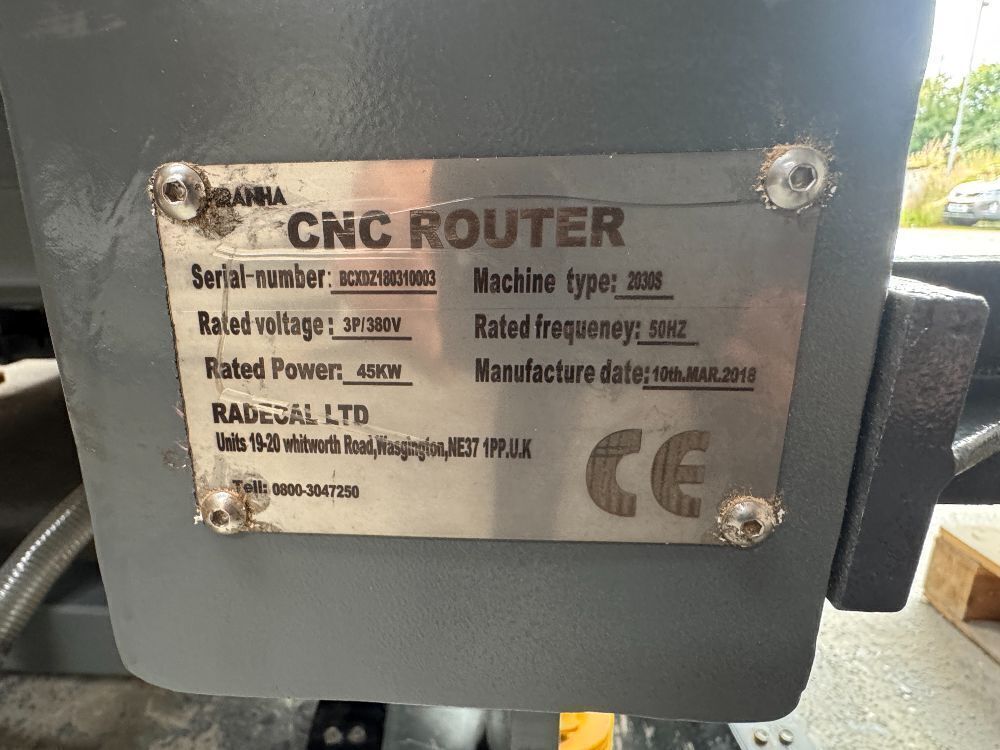 PIRANHA
CNC ROUTER
Serial-number: BCXDZ180310003 Machine type: 2030S
Rated voltage: 3P/380V Rated frequeney: 50HZ
Rated Power: 45KW Manufacture date: 10th.MAR.2018
RADECAL LTD
Units 19-20 whitworth Road,Wasgington,NE37 1PP.U.K
Tell: 0800-3047250
CE